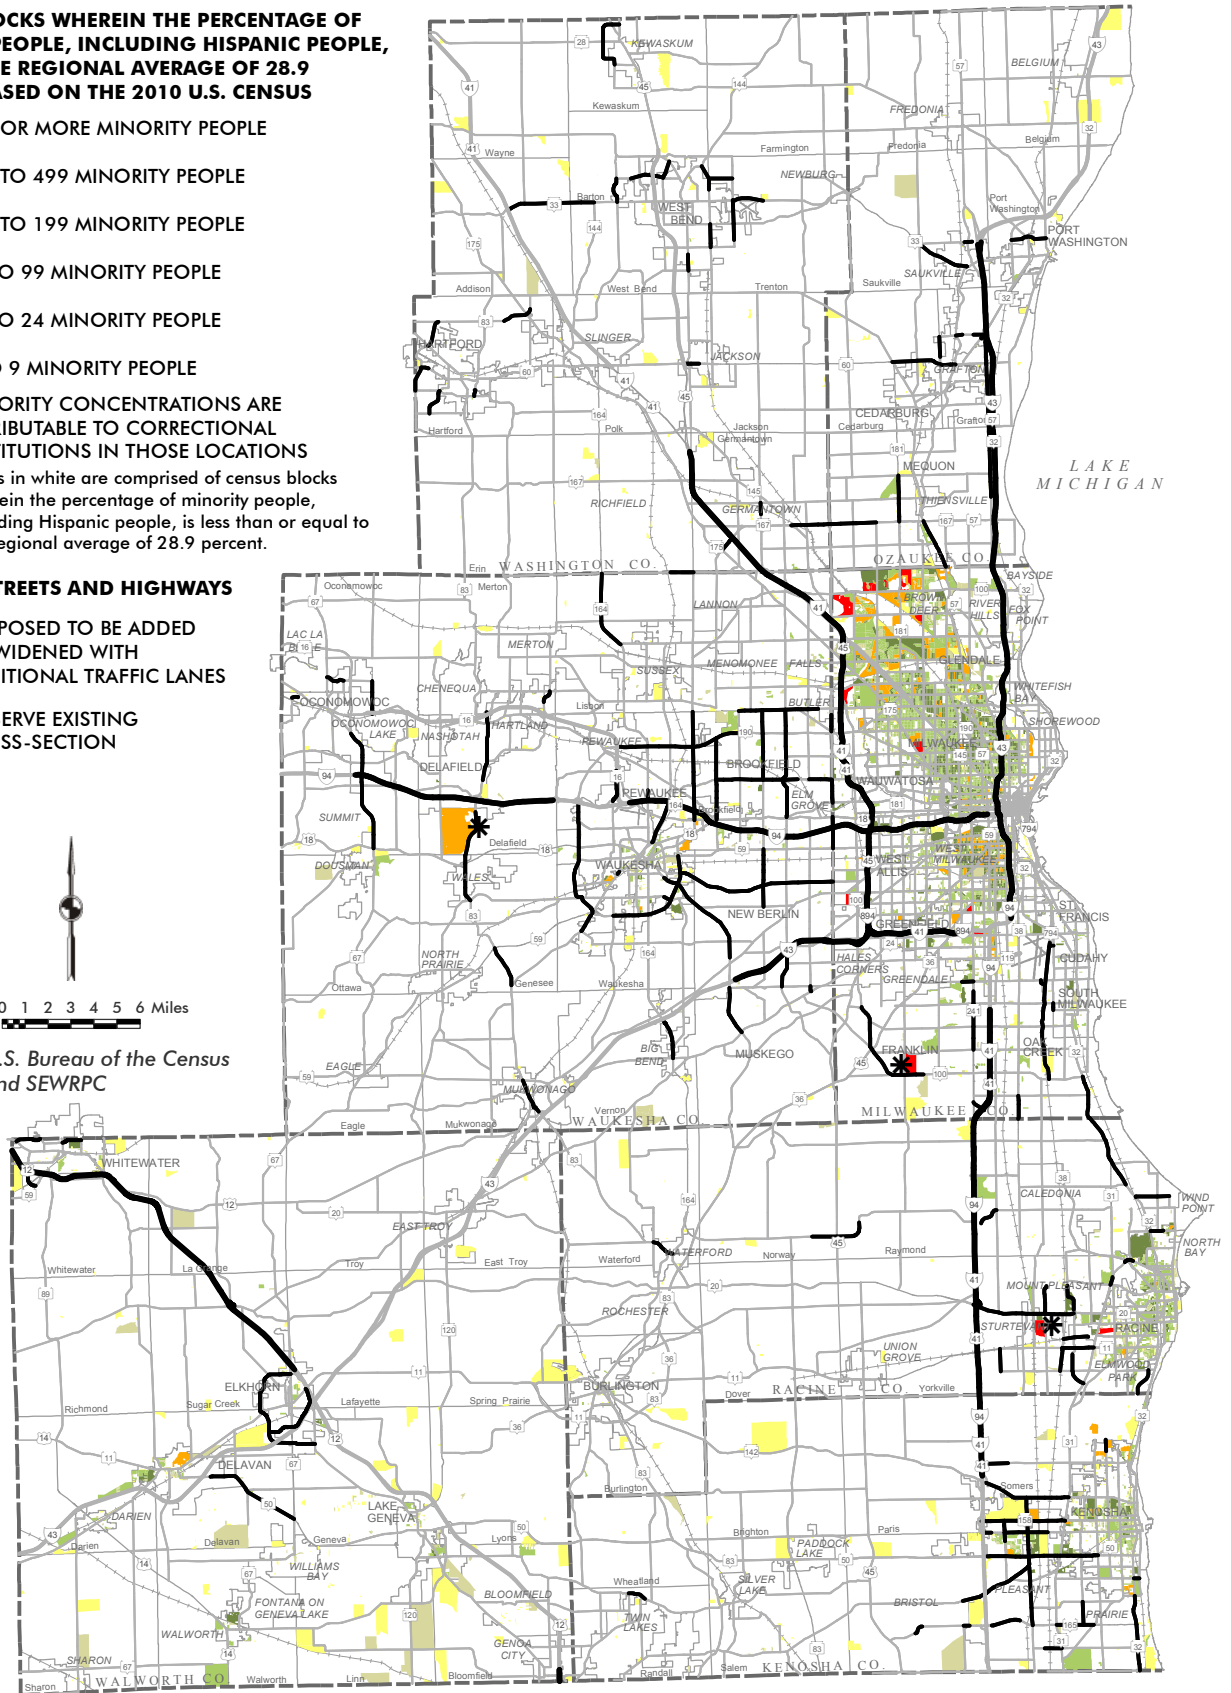 OCKS WHEREIN THE PERCENTAGE OF
PEOPLE, INCLUDING HISPANIC PEOPLE,
E REGIONAL AVERAGE OF 28.9
ASED ON THE 2010 U.S. CENSUS
OR MORE MINORITY PEOPLE
TO 499 MINORITY PEOPLE
TO 199 MINORITY PEOPLE
O 99 MINORITY PEOPLE
O 24 MINORITY PEOPLE
O 9 MINORITY PEOPLE
ORITY CONCENTRATIONS ARE
RIBUTABLE TO CORRECTIONAL
TITUTIONS IN THOSE LOCATIONS
s in white are comprised of census blocks
rein the percentage of minority people,
ding Hispanic people, is less than or equal to
regional average of 28.9 percent.
TREETS AND HIGHWAYS
POSED TO BE ADDED
WIDENED WITH
ITIONAL TRAFFIC LANES
SERVE EXISTING
SS-SECTION
0 1 2 3 4 5 6 Miles
.S. Bureau of the Census
nd SEWRPC
KEWASKUM
Kewaskum
Wayne
Farmington
BELGIUM
FREDONIA
Fredonia
Belgium
NEWBURG
Barton
WEST
BEND
Port
Washington
PORT
WASHINGTON
SAUKVILLE
Saukville
Addison
West Bend
Trenton
HARTFORD
SLINGER
JACKSON
GRAFTON
CEDARBURG
Cedarburg
Grafton
Hartford
Polk
Jackson
Germantown
MEQUON
THIENSVILLE
RICHFIELD
GERMANTOWN
LAKE
MICHIGAN
Erin
WASHINGTON CO.
OZAUKEE CO.
Oconomowoc
Merton
LANNON
BAYSIDE
BROWN
DEER
RIVER
HILLS
FOX
POINT
LAC LA
MERTON
SUSSEX
MENOMONEE FALLS
GLENDALE
CHENEQUA
Lisbon
BUTLER
WHITEFISH
BAY
OCONOMOWOC
OCONOMOWOC
LAKE
NASHOTAH
HARTLAND
PEWAUKEE
SHOREWOOD
MILWAUKEE
DELAFIELD
BROOKFIELD
WAUWATOSA
PEWAUKEE
ELM
GROVE
Brookfield
SUMMIT
Delafield
DOUSMAN
WALES
WAUKESHA
WEST
ALLIS
WEST
MILWAUKEE
NEW BERLIN
ST.
FRANCIS
GREENFIELD
NORTH
PRAIRIE
Ottawa
Genesee
Waukesha
HALES
CORNERS
GREENDALE
CUDAHY
SOUTH
MILWAUKEE
EAGLE
BIG
BEND
MUSKEGO
FRANKLIN
OAK
CREEK
MUKWONAGO
Vernon
Eagle
Mukwonago
WAUKESHA CO.
MILWAUKEE CO.
WHITEWATER
CALEDONIA
WIND
POINT
NORTH
BAY
EAST TROY
Whitewater
La Grange
Troy
East Troy
Waterford
WATERFORD
Norway
Raymond
ROCHESTER
MOUNT PLEASANT
RACINE
UNION
GROVE
ELMWOOD
PARK
ELKHORN
BURLINGTON
Dover
RACINE CO.
Yorkville
Richmond
Sugar Creek
Lafayette
Spring Prairie
DELAVAN
Burlington
Somers
DARIEN
Darien
Delavan
LAKE
GENEVA
Geneva
Lyons
KENOSHA
Brighton
Paris
PADDOCK
LAKE
WILLIAMS
BAY
BLOOMFIELD
Wheatland
SILVER
LAKE
BRISTOL
PLEASANT
PRAIRIE
FONTANA ON
GENEVA LAKE
WALWORTH
TWIN
LAKES
GENOA
CITY
SHARON
Sharon
WALWORTH CO.
Walworth
Linn
Bloomfield
Randall
Salem
KENOSHA CO.